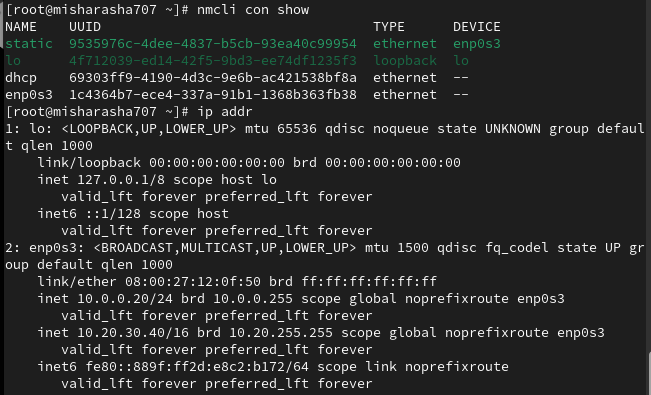 [root@misharasha707 ~]# nmcli con show
NAME    UUID                                  TYPE      DEVICE
static  9535976c-4dee-4837-b5cb-93ea40c99954  ethernet  enp0s3
lo      4f712039-ed14-42f5-9bd3-ee74df1235f3  loopback  lo
dhcp    69303ff9-4190-4d3c-9e6b-ac421538bf8a  ethernet  --
enp0s3  1c4364b7-ece4-337a-91b1-1368b363fb38  ethernet  --
[root@misharasha707 ~]# ip addr
1: lo: <LOOPBACK,UP,LOWER_UP> mtu 65536 qdisc noqueue state UNKNOWN group defaul
t qlen 1000
    link/loopback 00:00:00:00:00:00 brd 00:00:00:00:00:00
    inet 127.0.0.1/8 scope host lo
       valid_lft forever preferred_lft forever
    inet6 ::1/128 scope host
       valid_lft forever preferred_lft forever
2: enp0s3: <BROADCAST,MULTICAST,UP,LOWER_UP> mtu 1500 qdisc fq_codel state UP gr
oup default qlen 1000
    link/ether 08:00:27:12:0f:50 brd ff:ff:ff:ff:ff:ff
    inet 10.0.0.20/24 brd 10.0.0.255 scope global noprefixroute enp0s3
       valid_lft forever preferred_lft forever
    inet 10.20.30.40/16 brd 10.20.255.255 scope global noprefixroute enp0s3
       valid_lft forever preferred_lft forever
    inet6 fe80::889f:ff2d:e8c2:b172/64 scope link noprefixroute
       valid_lft forever preferred_lft forever